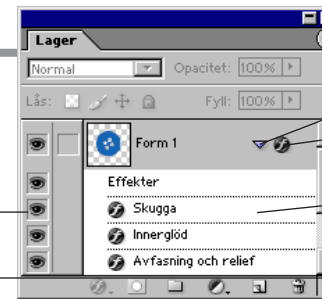 Lager
Normal Opacitet: 100%
Lås: Fyll: 100%
Form 1
Effekter
Skugga
Innerglöd
Avfasning och relief